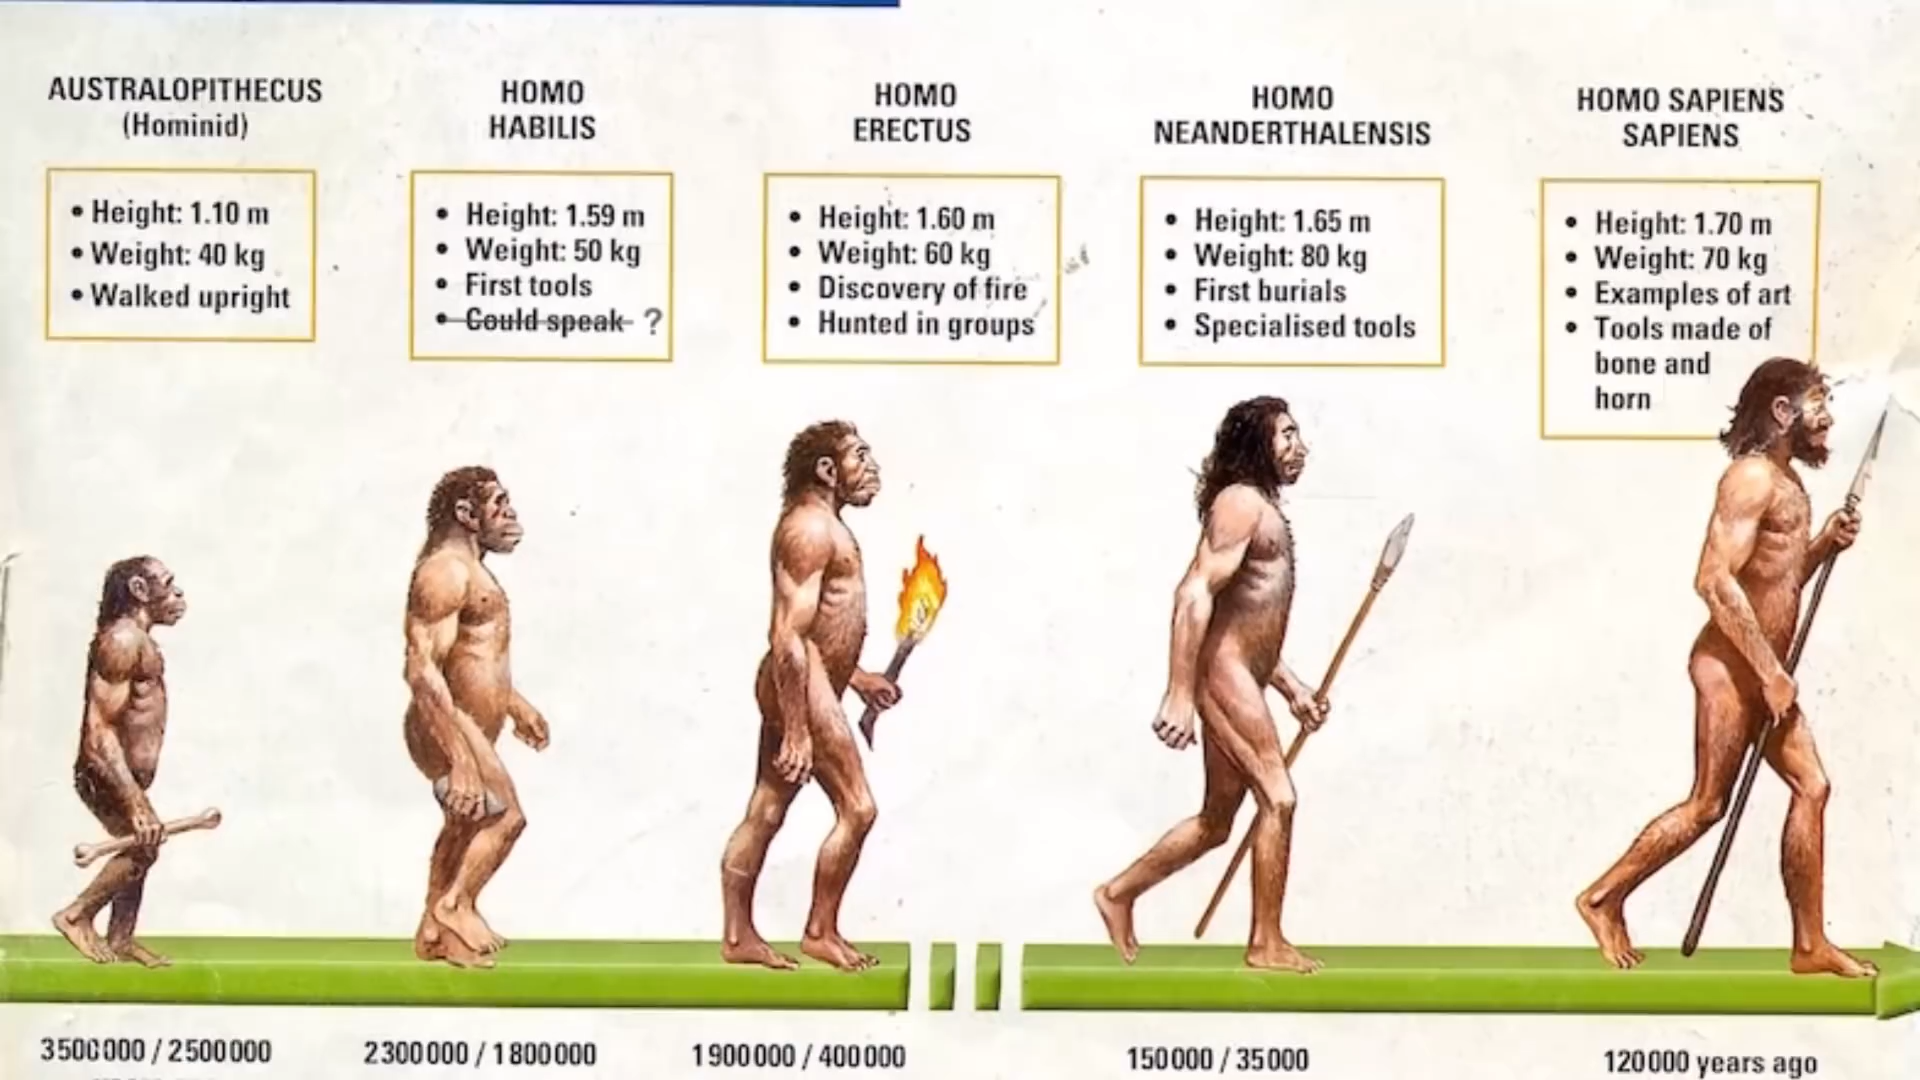 AUSTRALOPITHECUS
(Hominid)
• Height: 1.10 m
• Weight: 40 kg
• Walked upright
HOMO
HABILIS
• Height: 1.59 m
• Weight: 50 kg
• First tools
• Could speak ?
HOMO
ERECTUS
• Height: 1.60 m
• Weight: 60 kg
• Discovery of fire
• Hunted in groups
HOMO
NEANDERTHALENSIS
• Height: 1.65 m
• Weight: 80 kg
• First burials
• Specialised tools
HOMO SAPIENS
SAPIENS
• Height: 1.70 m
• Weight: 70 kg
• Examples of art
• Tools made of
bone and
horn
3500000 / 2500000
2300000 / 1800000
1900000 / 400000
150000 / 35000
120000 years ago